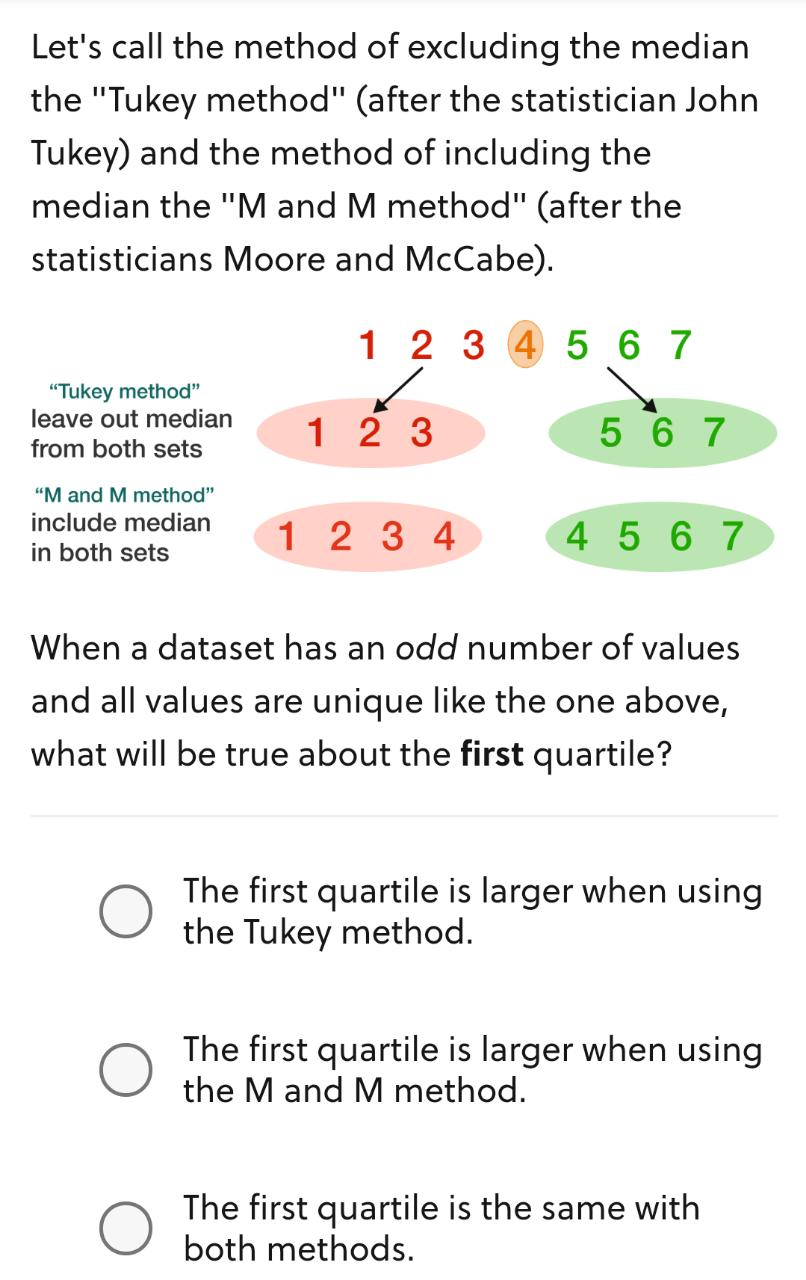 Let's call the method of excluding the median
the "Tukey method" (after the statistician John
Tukey) and the method of including the
median the "M and M method" (after the
statisticians Moore and McCabe).
1 2 3 4 5 6 7
“Tukey method”
leave out median
from both sets
1 2 3
5 6 7
“M and M method”
include median
in both sets
1 2 3 4
4 5 6 7
When a dataset has an odd number of values
and all values are unique like the one above,
what will be true about the first quartile?
The first quartile is larger when using
the Tukey method.
The first quartile is larger when using
the M and M method.
The first quartile is the same with
both methods.